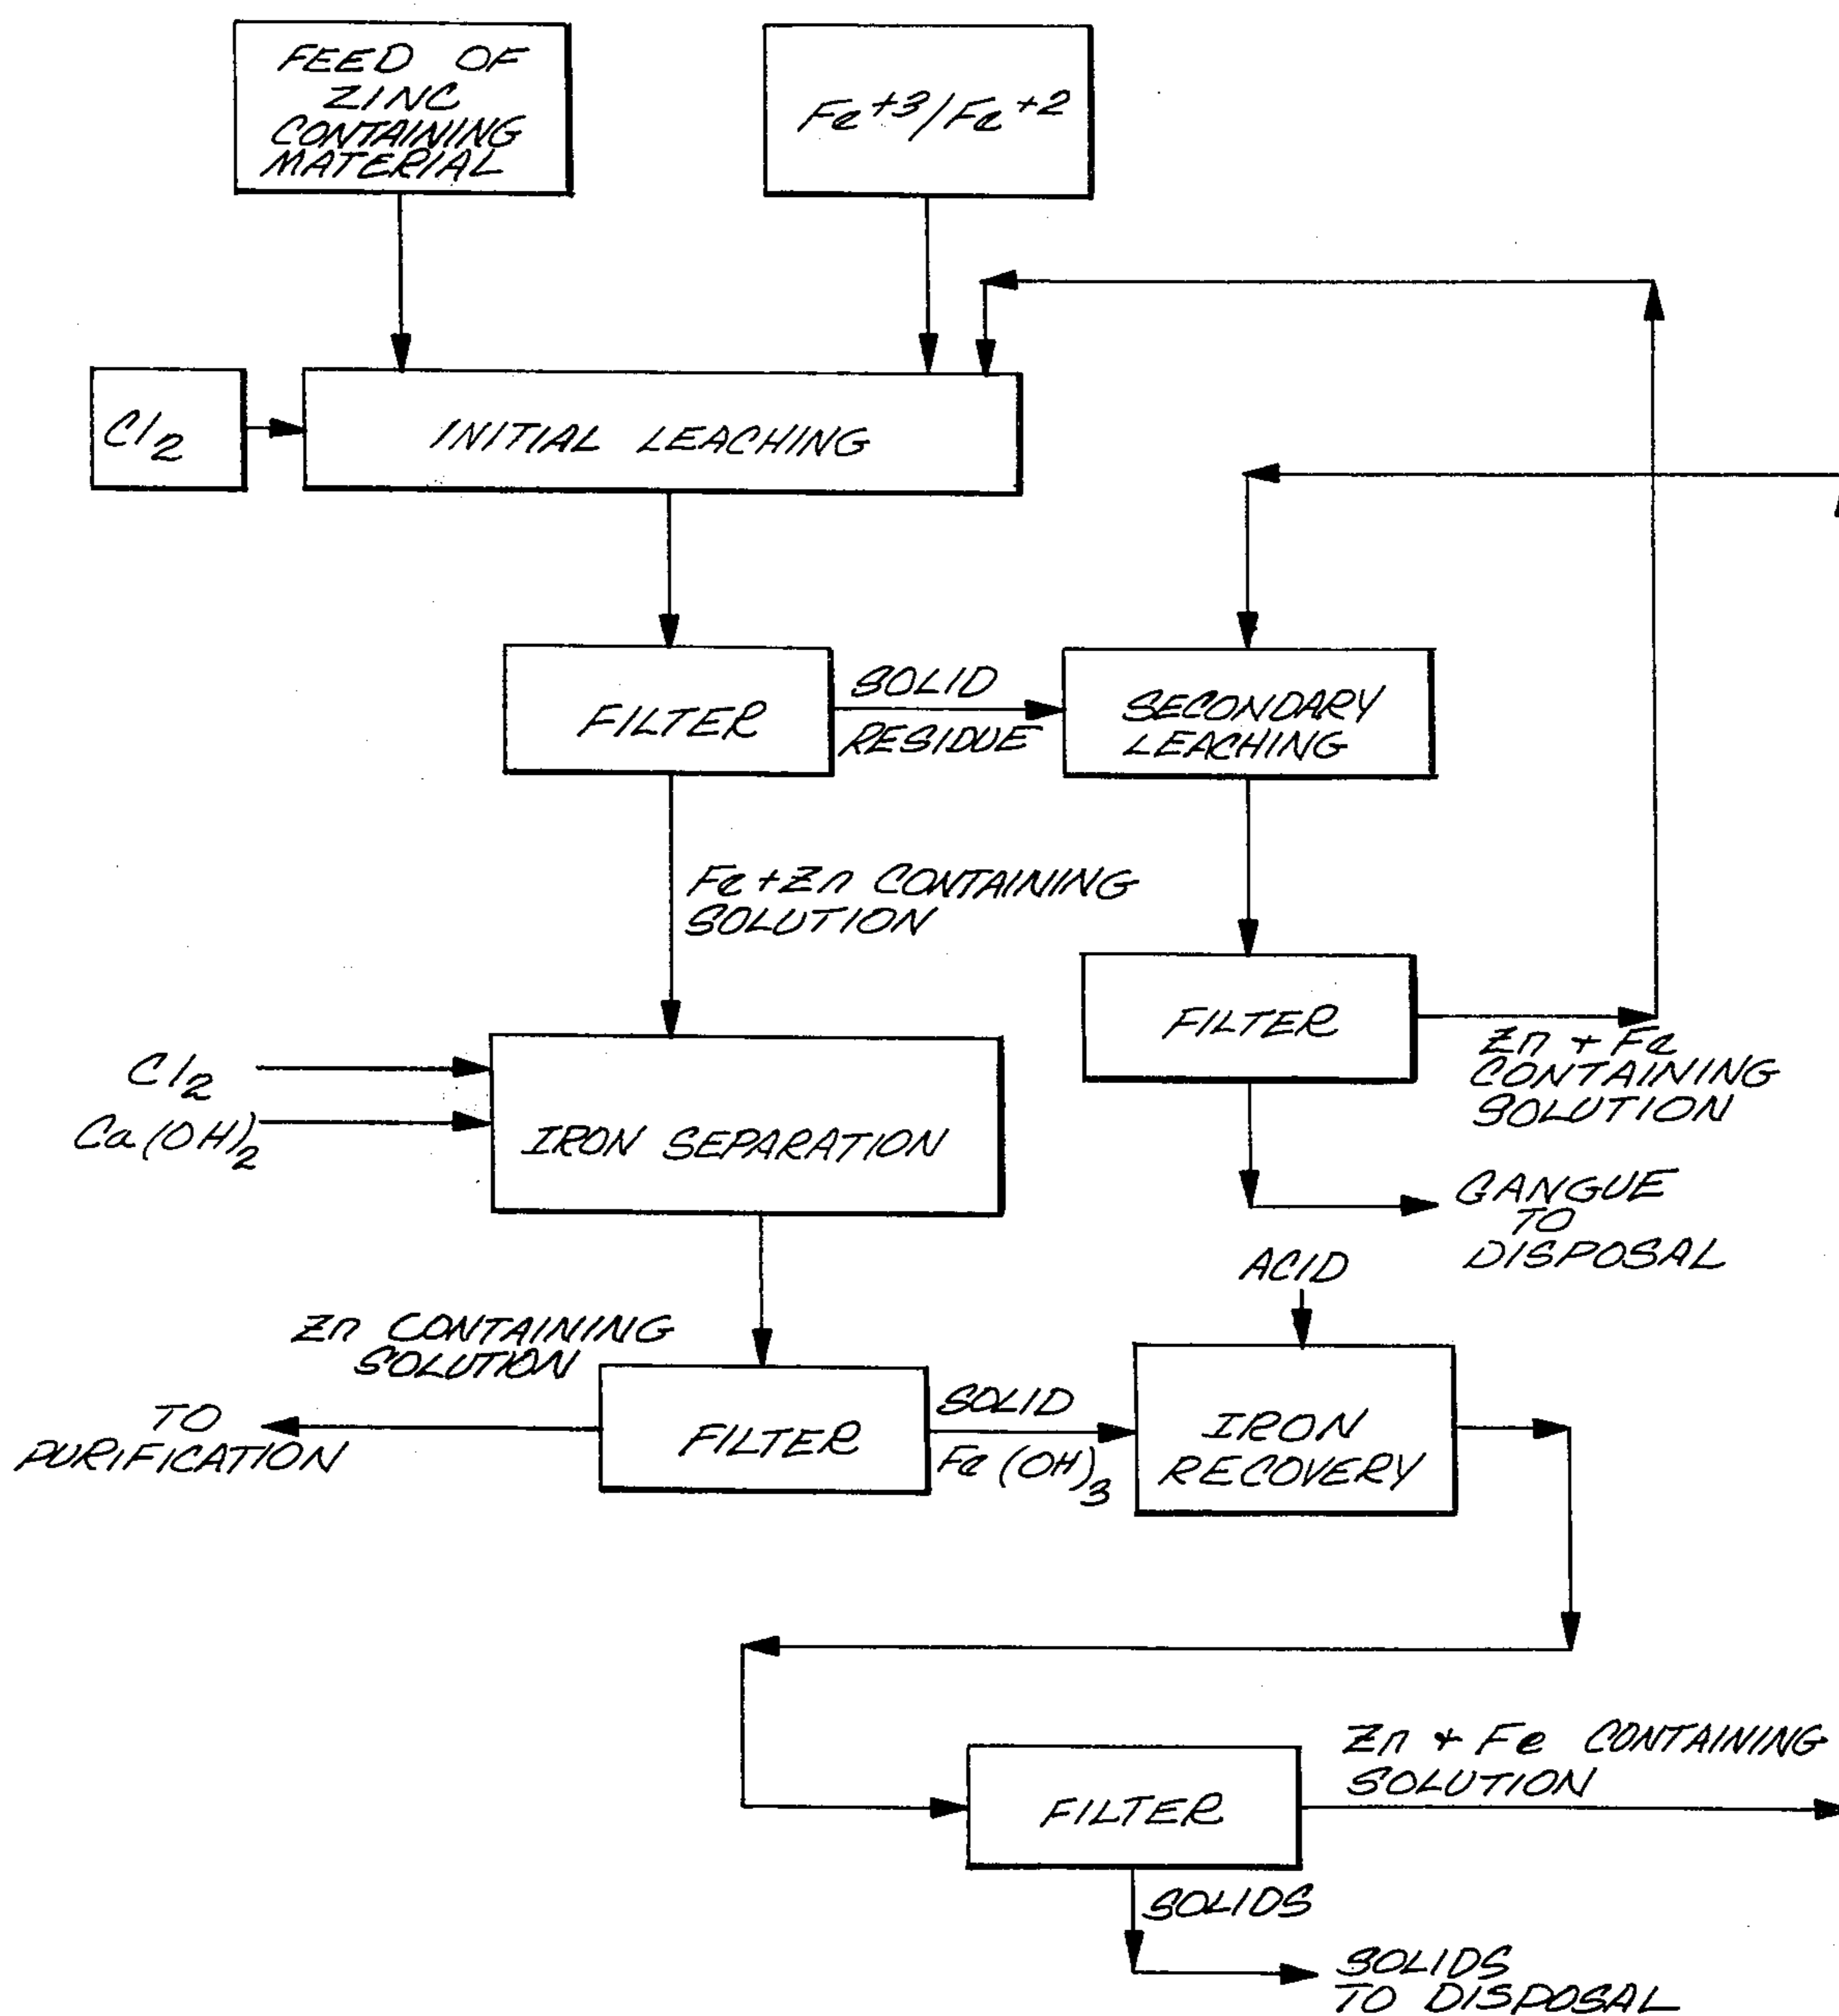 FEED OF
ZINC
CONTAINING
MATERIAL
Fe+3/Fe+2
Cl2
INITIAL LEACHING
FILTER
SOLID
RESIDUE
SECONDARY
LEACHING
Fe+Zn CONTAINING
SOLUTION
FILTER
Zn + Fe
CONTAINING
SOLUTION
Cl2
Ca(OH)2
IRON SEPARATION
GANGUE
TO
DISPOSAL
ACID
Zn CONTAINING
SOLUTION
TO
PURIFICATION
FILTER
SOLID
Fe(OH)3
IRON
RECOVERY
Zn + Fe CONTAINING
SOLUTION
FILTER
SOLIDS
SOLIDS
TO DISPOSAL